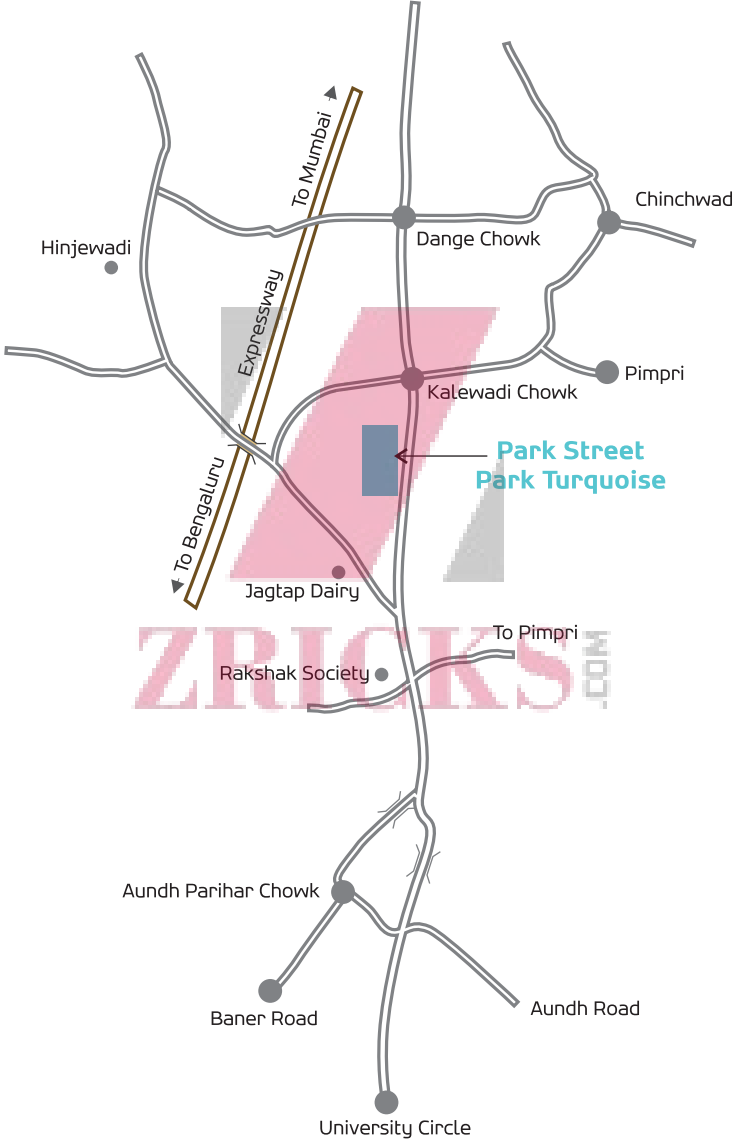 To Mumbai
Chinchwad
Dange Chowk
Hinjewadi
Expressway
Pimpri
Kalewadi Chowk
Park Street
Park Turquoise
To Bengaluru
Jagtap Dairy
To Pimpri
Rakshak Society
ZRICKS
.COM
Aundh Parihar Chowk
Aundh Road
Baner Road
University Circle